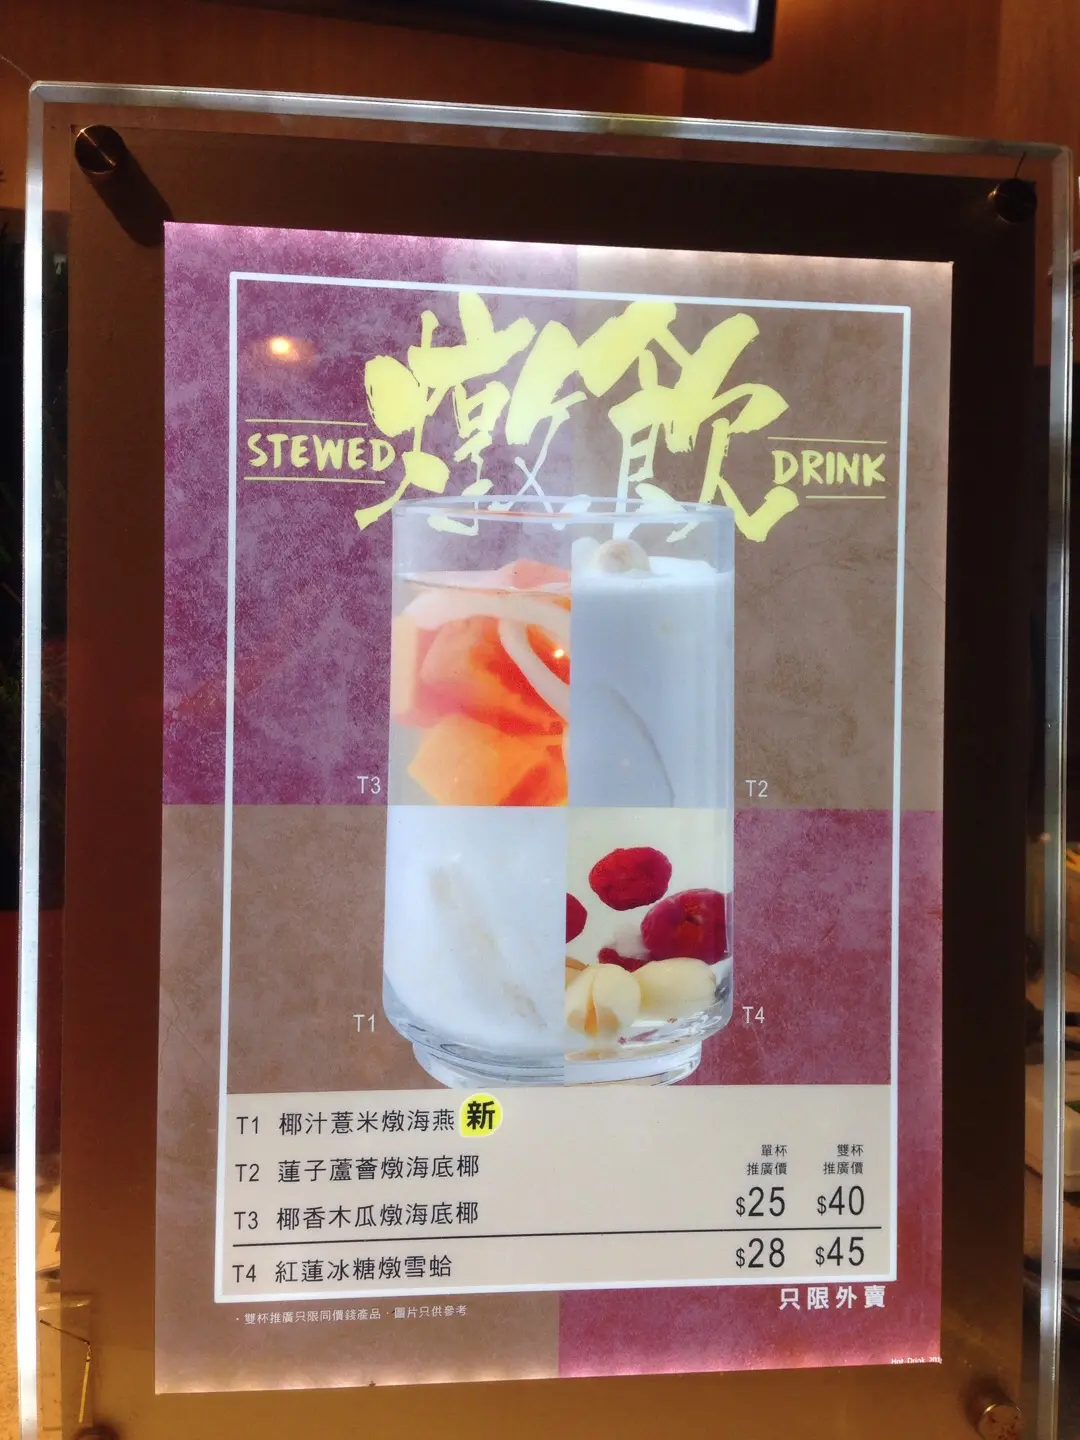 燉飲
STEWED
DRINK
T3
T2
T1
T4
T1 椰汁薏米燉海燕 新
T2 蓮子蘆薈燉海底椰
T3 椰香木瓜燉海底椰
單杯 雙杯
推廣價 推廣價
$25 $40
T4 紅蓮冰糖燉雪蛤
$28 $45
只限外賣
·雙杯推廣只限同價錢產品·圖片只供參考
Hot Drink